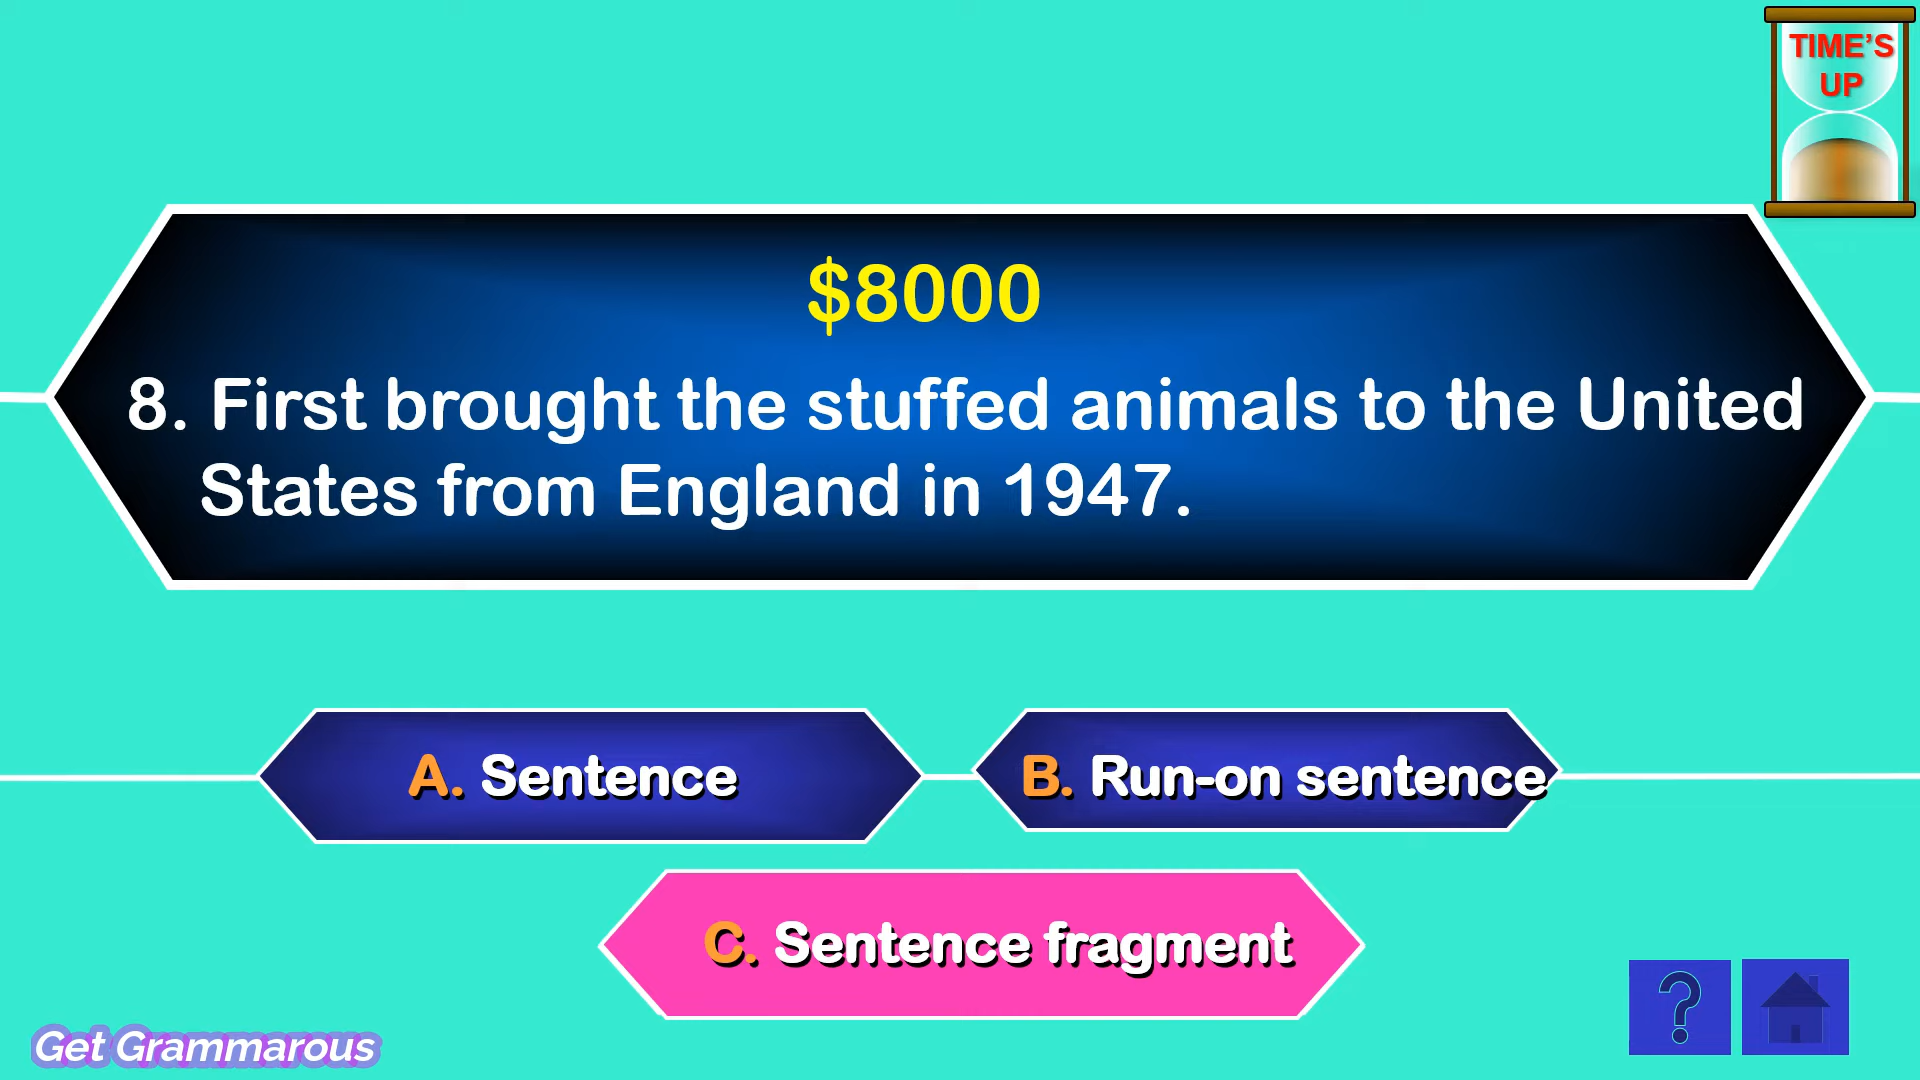 TIME’S
UP
$8000
8. First brought the stuffed animals to the United
States from England in 1947.
A. Sentence
B. Run-on sentence
C. Sentence fragment
?
Get Grammarous